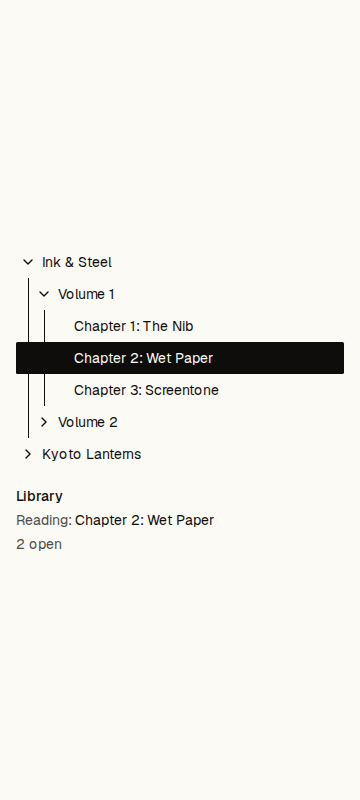 Ink & Steel
Volume 1
Chapter 1: The Nib
Chapter 2: Wet Paper
Chapter 3: Screentone
Volume 2
Kyoto Lanterns
Library
Reading: Chapter 2: Wet Paper
2 open